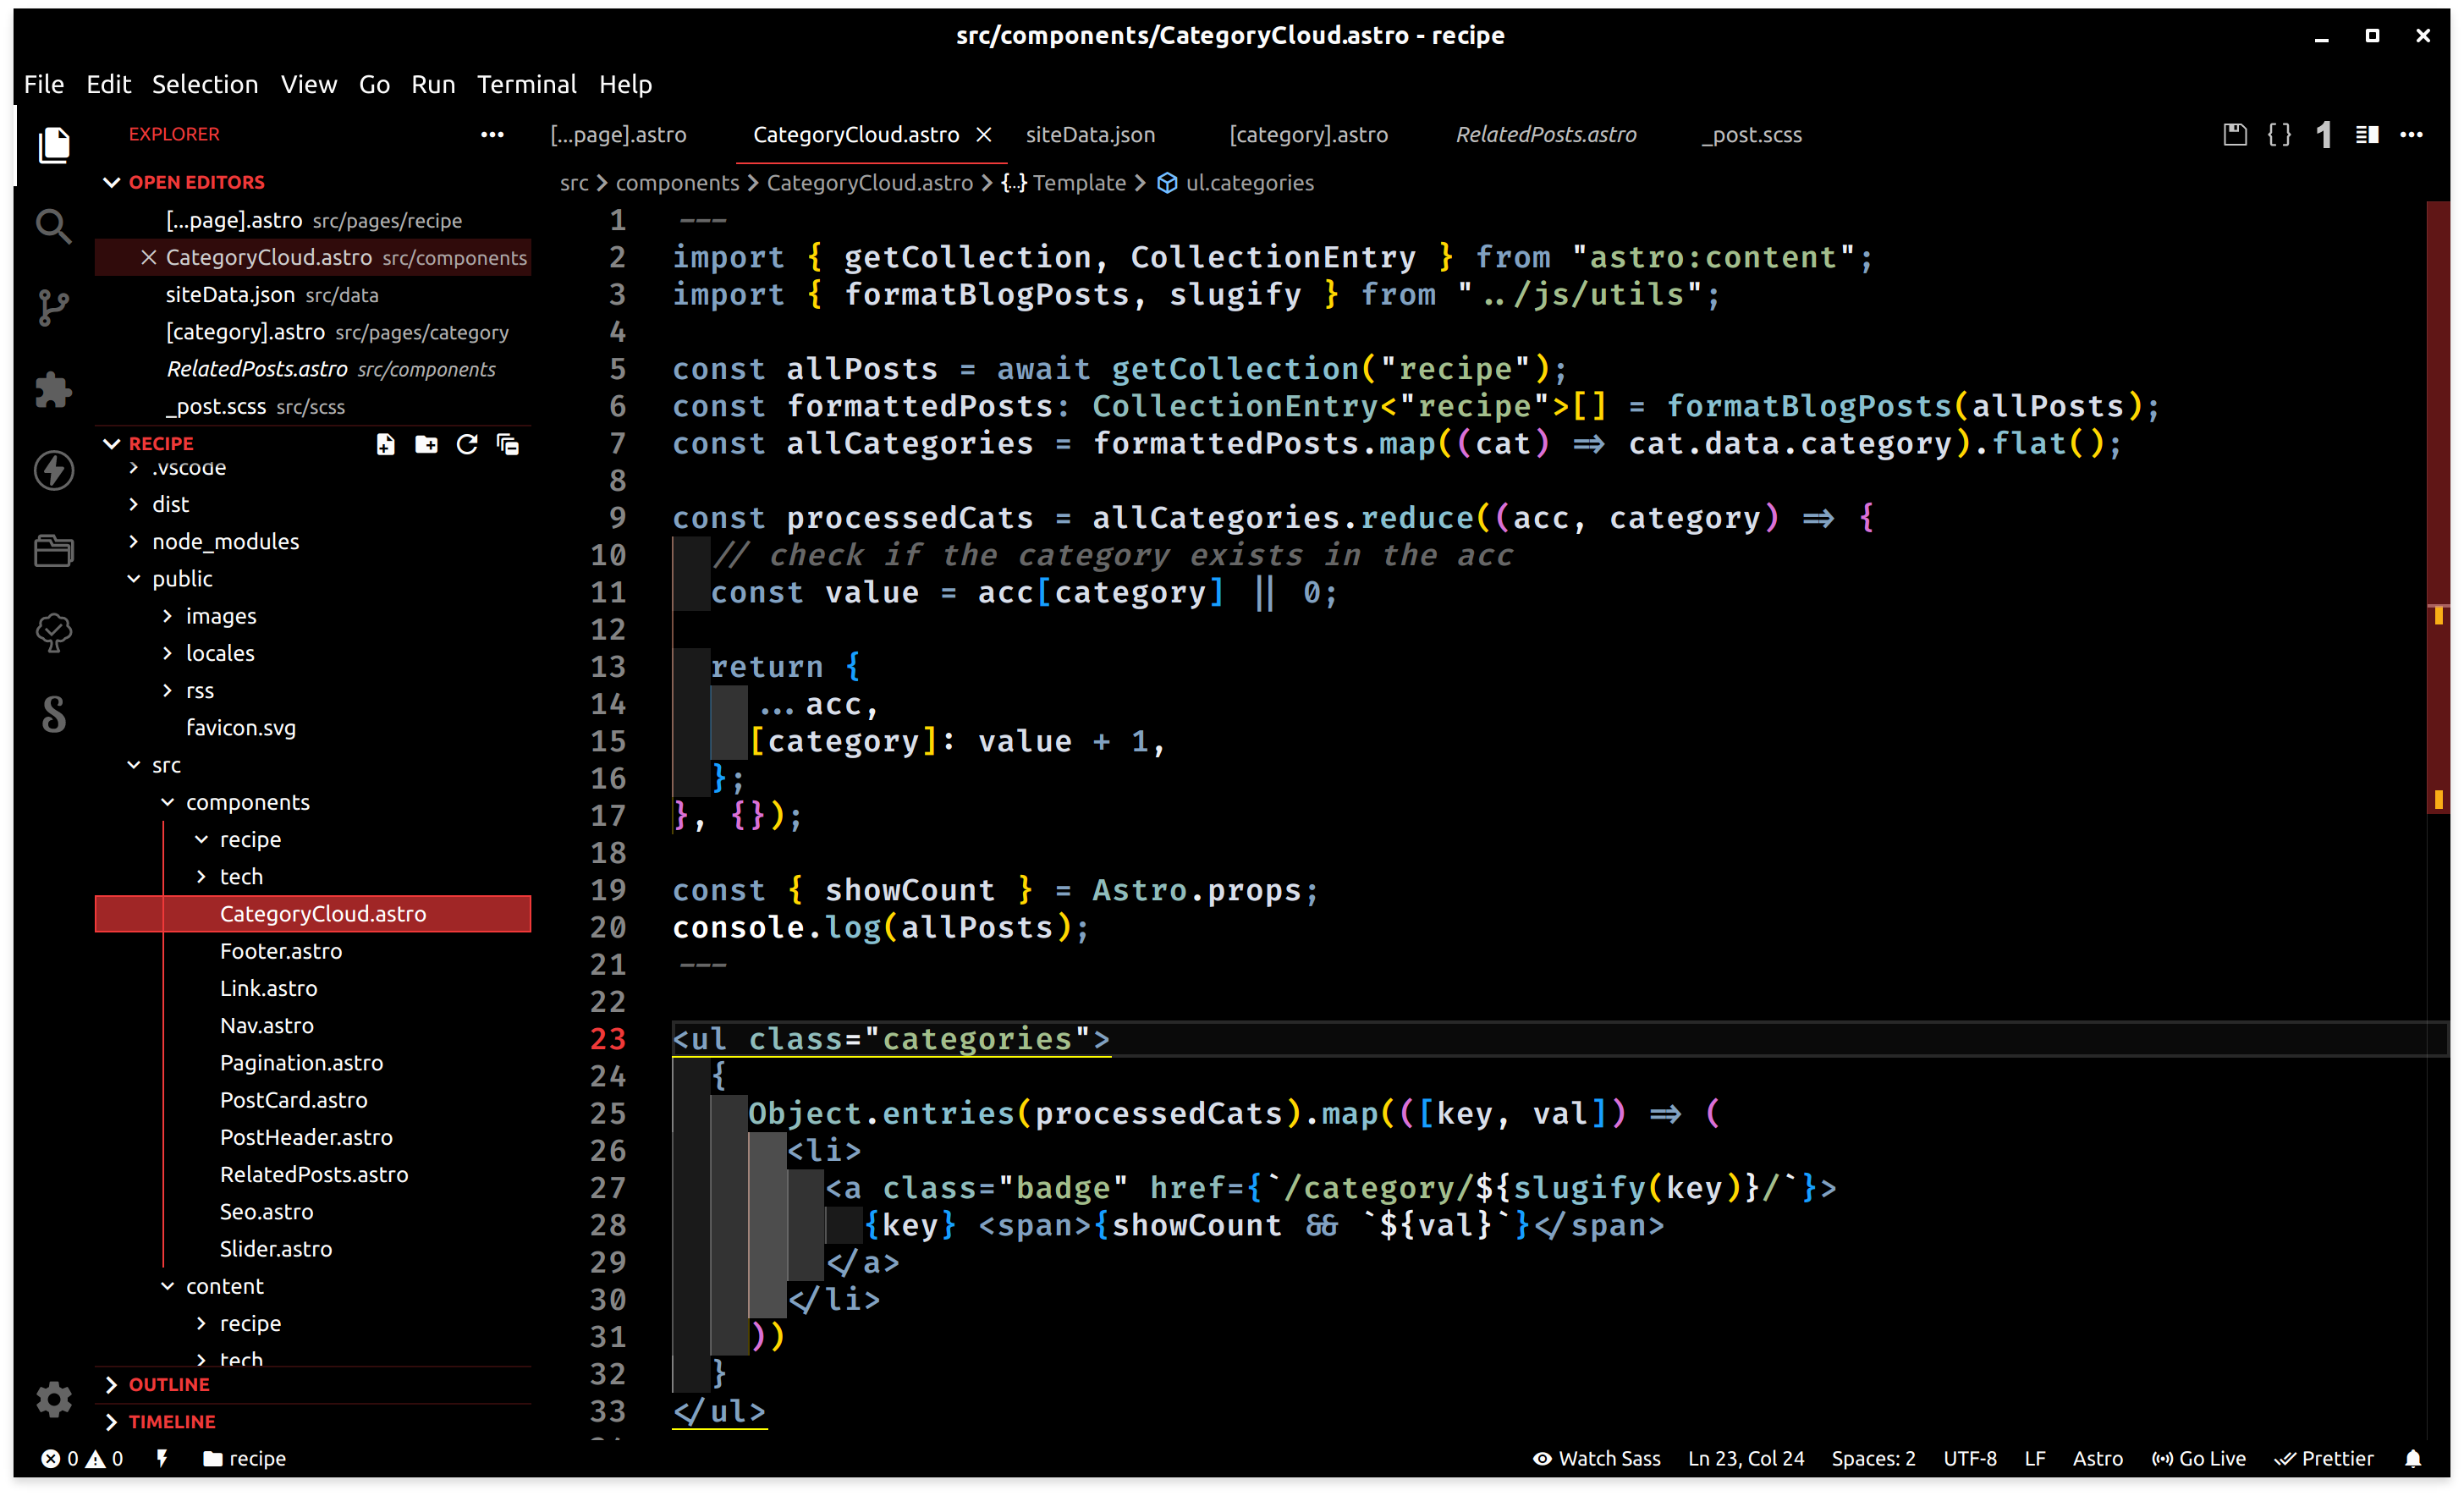 src/components/CategoryCloud.astro - recipe
File Edit Selection View Go Run Terminal Help
EXPLORER
OPEN EDITORS
[...page].astro src/pages/recipe
CategoryCloud.astro src/components
siteData.json src/data
[category].astro src/pages/category
RelatedPosts.astro src/components
_post.scss src/scss
RECIPE
.vscode
dist
node_modules
public
images
locales
rss
favicon.svg
src
components
recipe
tech
CategoryCloud.astro
Footer.astro
Link.astro
Nav.astro
Pagination.astro
PostCard.astro
PostHeader.astro
RelatedPosts.astro
Seo.astro
Slider.astro
content
recipe
tech
OUTLINE
TIMELINE
[...page].astro CategoryCloud.astro siteData.json [category].astro RelatedPosts.astro _post.scss
{ } 1
src > components > CategoryCloud.astro > {...} Template > ul.categories
1 ---
2 import { getCollection, CollectionEntry } from "astro:content";
3 import { formatBlogPosts, slugify } from "../js/utils";
4
5 const allPosts = await getCollection("recipe");
6 const formattedPosts: CollectionEntry<"recipe">[] = formatBlogPosts(allPosts);
7 const allCategories = formattedPosts.map((cat) => cat.data.category).flat();
8
9 const processedCats = allCategories.reduce((acc, category) => {
10 // check if the category exists in the acc
11 const value = acc[category] || 0;
12
13 return {
14 ...acc,
15 [category]: value + 1,
16 };
17 }, {});
18
19 const { showCount } = Astro.props;
20 console.log(allPosts);
21 ---
22
23 <ul class="categories">
24 {
25 Object.entries(processedCats).map(([key, val]) => (
26 <li>
27 <a class="badge" href={`/category/${slugify(key)}/`}>
28 {key} <span>{showCount && `${val}`}</span>
29 </a>
30 </li>
31 ))
32 }
33 </ul>
0 0 recipe Watch Sass Ln 23, Col 24 Spaces: 2 UTF-8 LF Astro Go Live Prettier